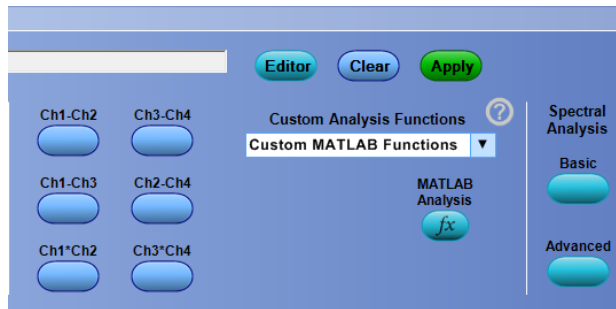 Editor Clear Apply
Ch1-Ch2 Ch3-Ch4 Custom Analysis Functions ? Spectral
Analysis
Custom MATLAB Functions ▼
Basic
Ch1-Ch3 Ch2-Ch4 MATLAB
Analysis
fx
Ch1*Ch2 Ch3*Ch4 Advanced